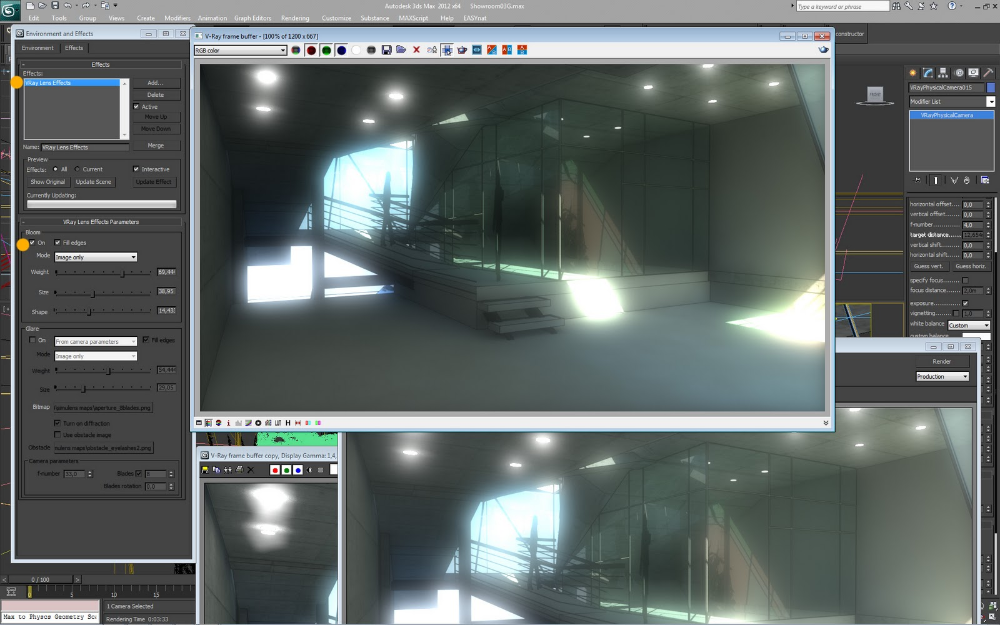 Autodesk 3ds Max 2012 x64 Showroom03G.max
Type a keyword or phrase
Edit Tools Group Views Create Modifiers Animation Graph Editors Rendering Customize Substance MAXScript Help EASYnat
constructor
Environment and Effects
Environment Effects
- Effects
Effects:
VRay Lens Effects
Add...
Delete
Active
Move Up
Move Down
Name: VRay Lens Effects
Merge
Preview
Effects: All Current Interactive
Show Original Update Scene Update Effect
Currently Updating:
- VRay Lens Effects Parameters
Bloom
On Fill edges
Mode Image only
Weight 69,444
Size 38,95
Shape 14,433
Glare
On From camera parameters Fill edges
Mode Image only
Weight 54,444
Size 29,05
Bitmap \simulens maps\aperture_8blades.png
Turn on diffraction
Use obstacle image
Obstacle nulens maps\obstacle_eyelashes2.png
Camera parameters
f-number 33,0 Blades 8
Blades rotation 0,0
V-Ray frame buffer - [100% of 1200 x 667]
RGB color
A B A B A B
LUT H
V-Ray frame buffer copy, Display Gamma: 1,4,
FRONT
VRayPhysicalCamera015
Modifier List
VRayPhysicalCamera
horizontal offset.... 0,0
vertical offset...... 0,0
f-number............ 4,0
target distance...... 12,654
vertical shift........ 0,0
horizontal shift..... 0,0
Guess vert. Guess horiz.
specify focus.......
focus distance...... 2,0m
exposure............
vignetting........ 1,0
white balance Custom
custom balance
Render
Production
< 0 / 100 >
0 5 10 15
1 Camera Selected
Max to Physcs Geometry Sca
Rendering Time 0:03:33